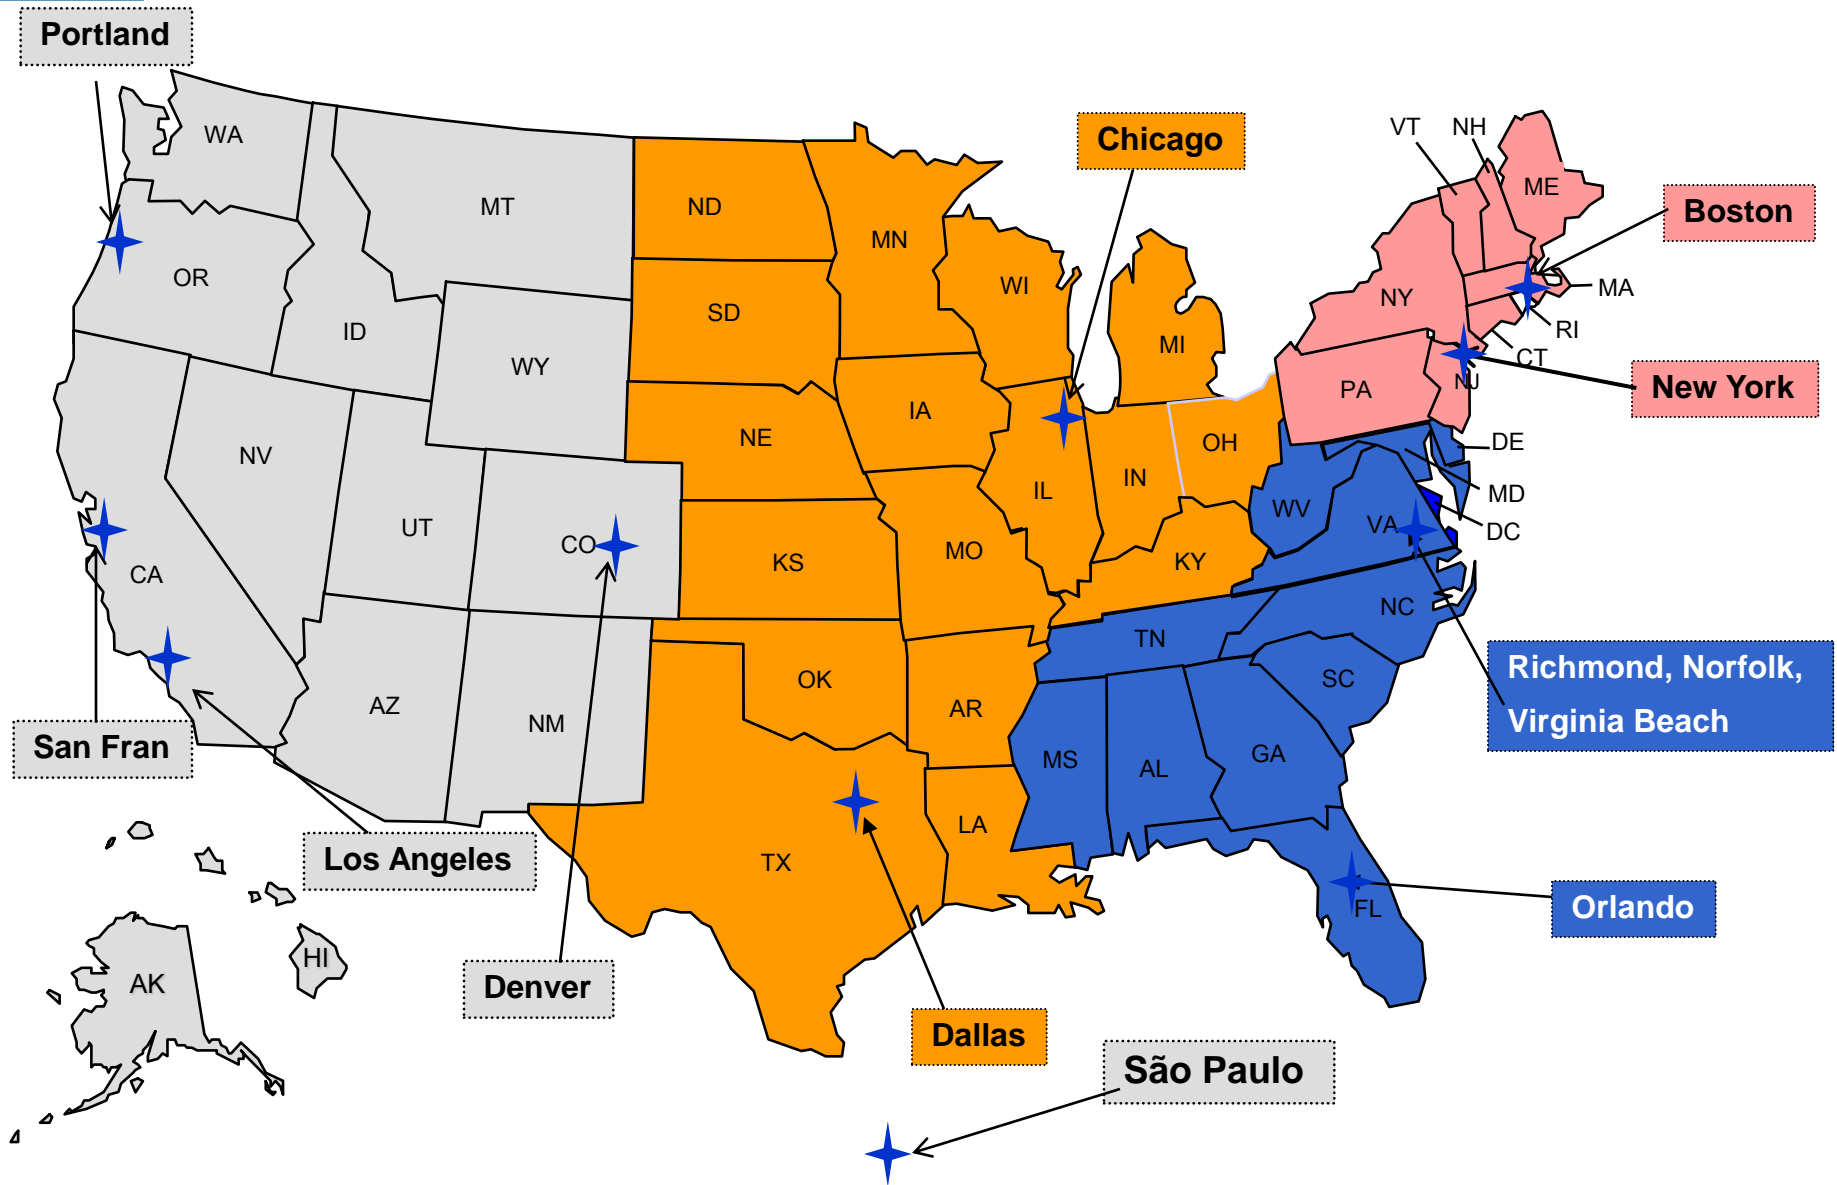 Portland
WA
Chicago
VT
NH
ME
Boston
MT
ND
MN
OR
WI
NY
MA
ID
SD
MI
RI
CT
WY
IA
PA
NJ
New York
NV
NE
OH
DE
IL
IN
MD
WV
UT
CO
VA
DC
CA
KS
MO
KY
NC
TN
Richmond, Norfolk,
Virginia Beach
OK
SC
AZ
AR
NM
San Fran
MS
AL
GA
LA
Los Angeles
TX
FL
Orlando
HI
AK
Denver
Dallas
São Paulo